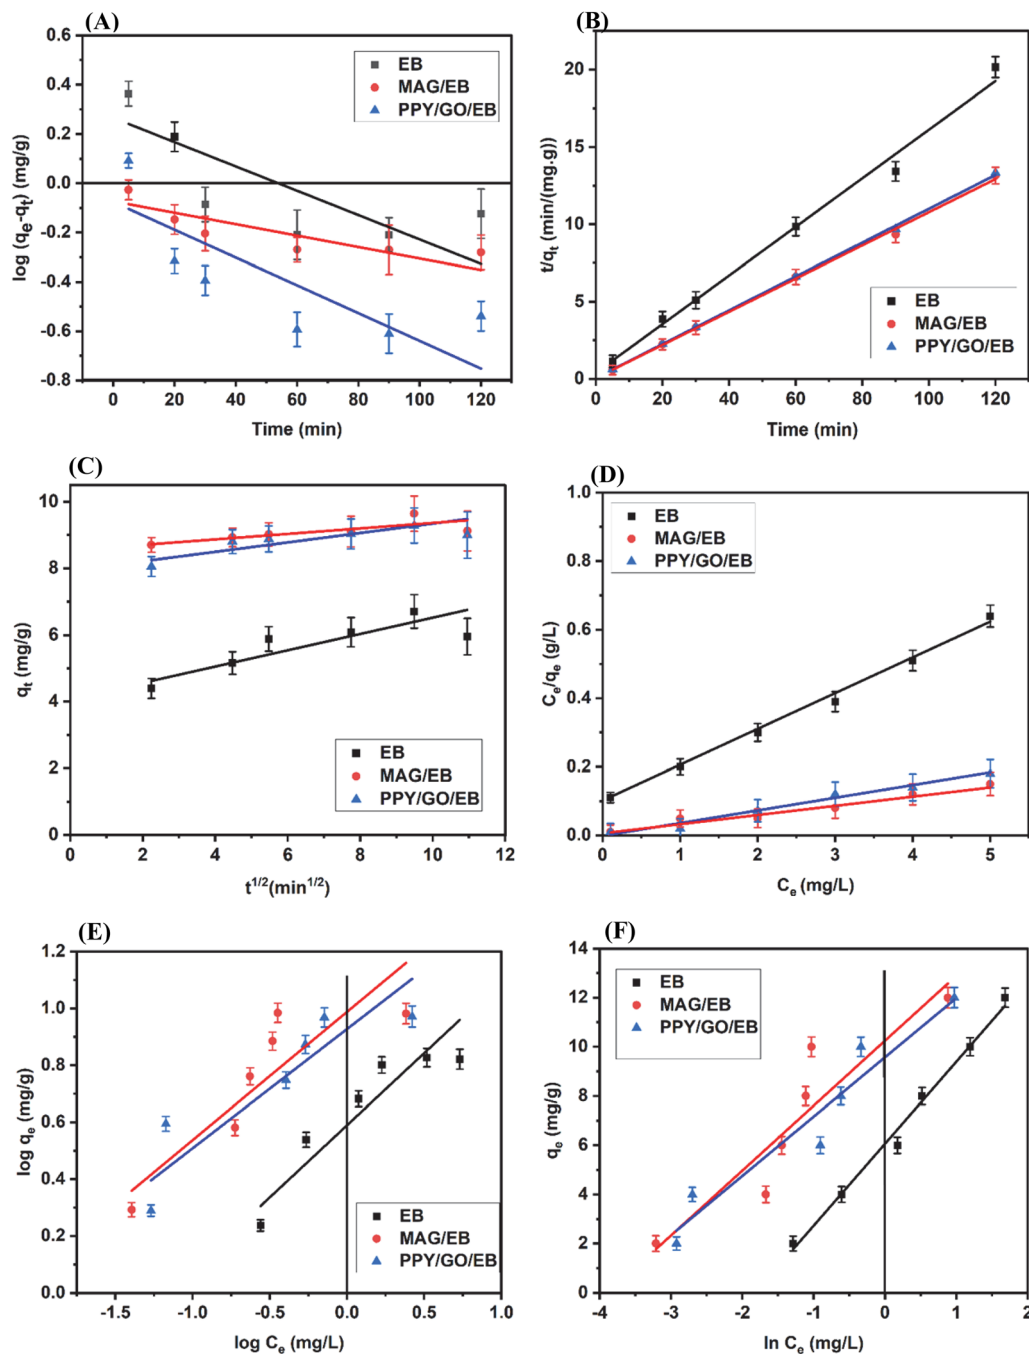 (A)
EB
MAG/EB
PPY/GO/EB
0.4
0.2
0.0
-0.2
-0.4
-0.6
-0.8
log (qe-qt) (mg/g)
0 20 40 60 80 100 120
Time (min)
(B)
20
15
10
5
0
t/qt (min/(mg.g))
EB
MAG/EB
PPY/GO/EB
20 40 60 80 100 120
Time (min)
(C)
10
8
6
4
2
0
qt (mg/g)
EB
MAG/EB
PPY/GO/EB
0 2 4 6 8 10 12
t1/2(min1/2)
(D)
1.0
0.8
0.6
0.4
0.2
0.0
Ce/qe (g/L)
EB
MAG/EB
PPY/GO/EB
0 1 2 3 4 5
Ce (mg/L)
(E)
1.2
1.0
0.8
0.6
0.4
0.2
0.0
log qe (mg/g)
EB
MAG/EB
PPY/GO/EB
-1.5 -1.0 -0.5 0.0 0.5 1.0
log Ce (mg/L)
(F)
14
12
10
8
6
4
2
0
qe (mg/g)
EB
MAG/EB
PPY/GO/EB
-4 -3 -2 -1 0 1 2
ln Ce (mg/L)